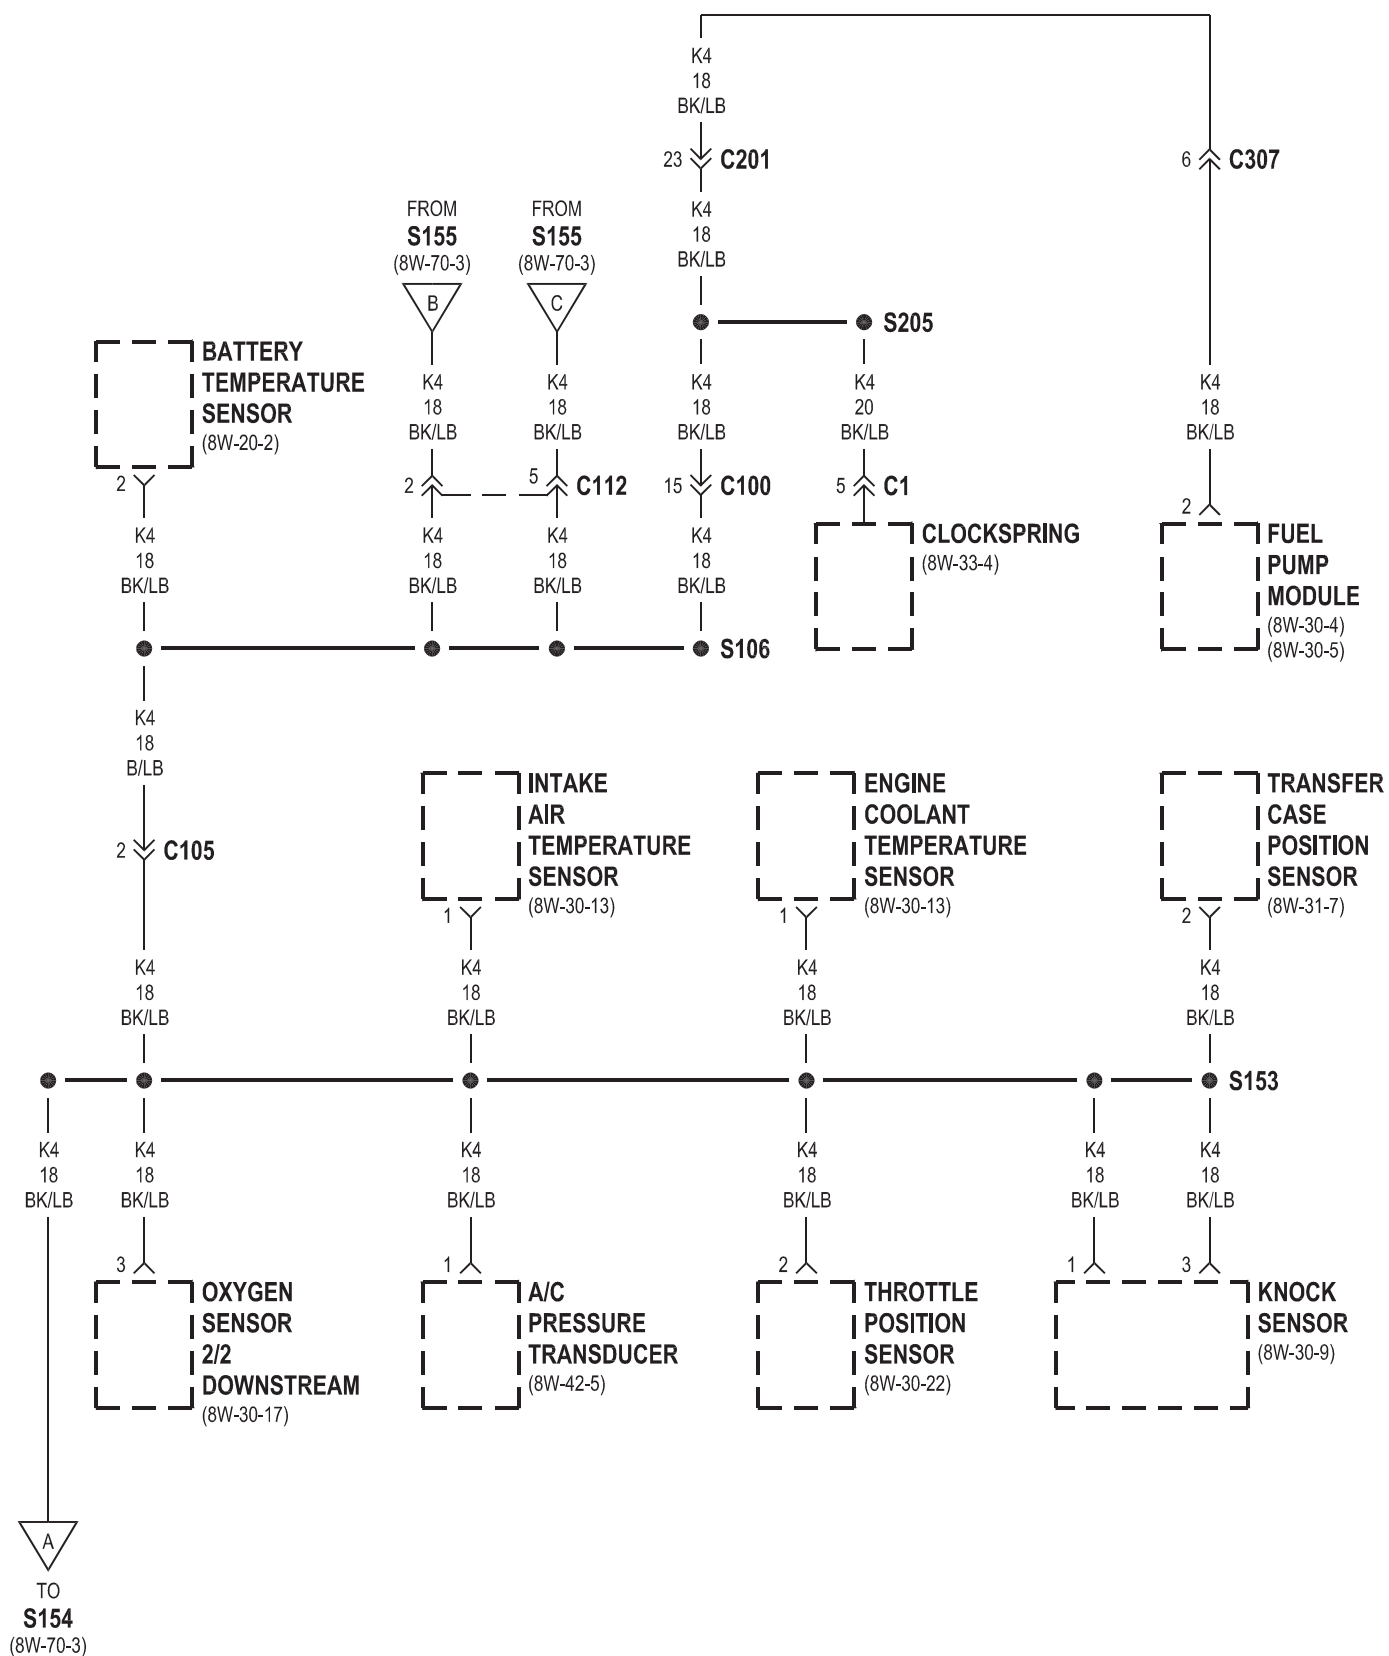 K4
18
BK/LB
23 C201
6 C307
K4
18
BK/LB
FROM
S155
(8W-70-3)
B
FROM
S155
(8W-70-3)
C
S205
BATTERY
TEMPERATURE
SENSOR
(8W-20-2)
2
K4
18
BK/LB
K4
18
BK/LB
K4
18
BK/LB
K4
20
BK/LB
K4
18
BK/LB
2
5 C112
15 C100
5 C1
2
K4
18
BK/LB
K4
18
BK/LB
K4
18
BK/LB
K4
18
BK/LB
CLOCKSPRING
(8W-33-4)
FUEL
PUMP
MODULE
(8W-30-4)
(8W-30-5)
S106
K4
18
B/LB
2 C105
INTAKE
AIR
TEMPERATURE
SENSOR
(8W-30-13)
1
ENGINE
COOLANT
TEMPERATURE
SENSOR
(8W-30-13)
1
TRANSFER
CASE
POSITION
SENSOR
(8W-31-7)
2
K4
18
BK/LB
K4
18
BK/LB
K4
18
BK/LB
K4
18
BK/LB
S153
K4
18
BK/LB
K4
18
BK/LB
K4
18
BK/LB
K4
18
BK/LB
K4
18
BK/LB
K4
18
BK/LB
3
OXYGEN
SENSOR
2/2
DOWNSTREAM
(8W-30-17)
1
A/C
PRESSURE
TRANSDUCER
(8W-42-5)
2
THROTTLE
POSITION
SENSOR
(8W-30-22)
1
3
KNOCK
SENSOR
(8W-30-9)
A
TO
S154
(8W-70-3)